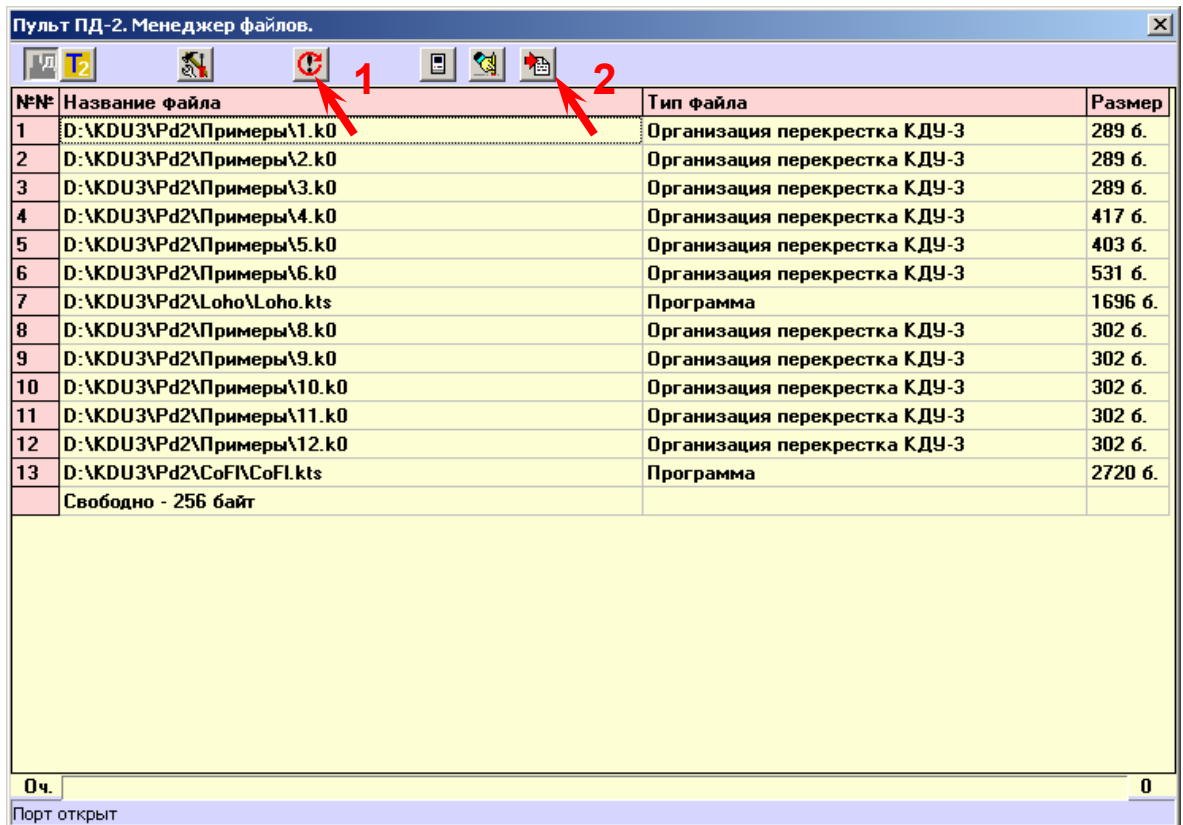 Пульт ПД-2. Менеджер файлов.
УД T2 1 2
№№ Название файла Тип файла Размер
1 D:\KDU3\Pd2\Примеры\1.k0 Организация перекрестка КДУ-3 289 б.
2 D:\KDU3\Pd2\Примеры\2.k0 Организация перекрестка КДУ-3 289 б.
3 D:\KDU3\Pd2\Примеры\3.k0 Организация перекрестка КДУ-3 289 б.
4 D:\KDU3\Pd2\Примеры\4.k0 Организация перекрестка КДУ-3 417 б.
5 D:\KDU3\Pd2\Примеры\5.k0 Организация перекрестка КДУ-3 403 б.
6 D:\KDU3\Pd2\Примеры\6.k0 Организация перекрестка КДУ-3 531 б.
7 D:\KDU3\Pd2\Loho\Loho.kts Программа 1696 б.
8 D:\KDU3\Pd2\Примеры\8.k0 Организация перекрестка КДУ-3 302 б.
9 D:\KDU3\Pd2\Примеры\9.k0 Организация перекрестка КДУ-3 302 б.
10 D:\KDU3\Pd2\Примеры\10.k0 Организация перекрестка КДУ-3 302 б.
11 D:\KDU3\Pd2\Примеры\11.k0 Организация перекрестка КДУ-3 302 б.
12 D:\KDU3\Pd2\Примеры\12.k0 Организация перекрестка КДУ-3 302 б.
13 D:\KDU3\Pd2\CoFl\CoFl.kts Программа 2720 б.
Свободно - 256 байт
Оч. 0
Порт открыт